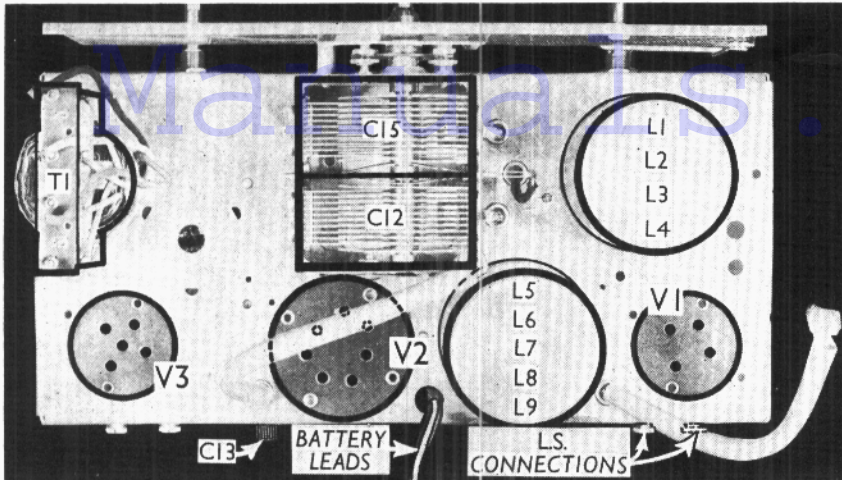 Manuals.
C15
T1
C12
L1
L2
L3
L4
L5
L6
L7
L8
L9
V1
V2
V3
C13
BATTERY
LEADS
L.S.
CONNECTIONS